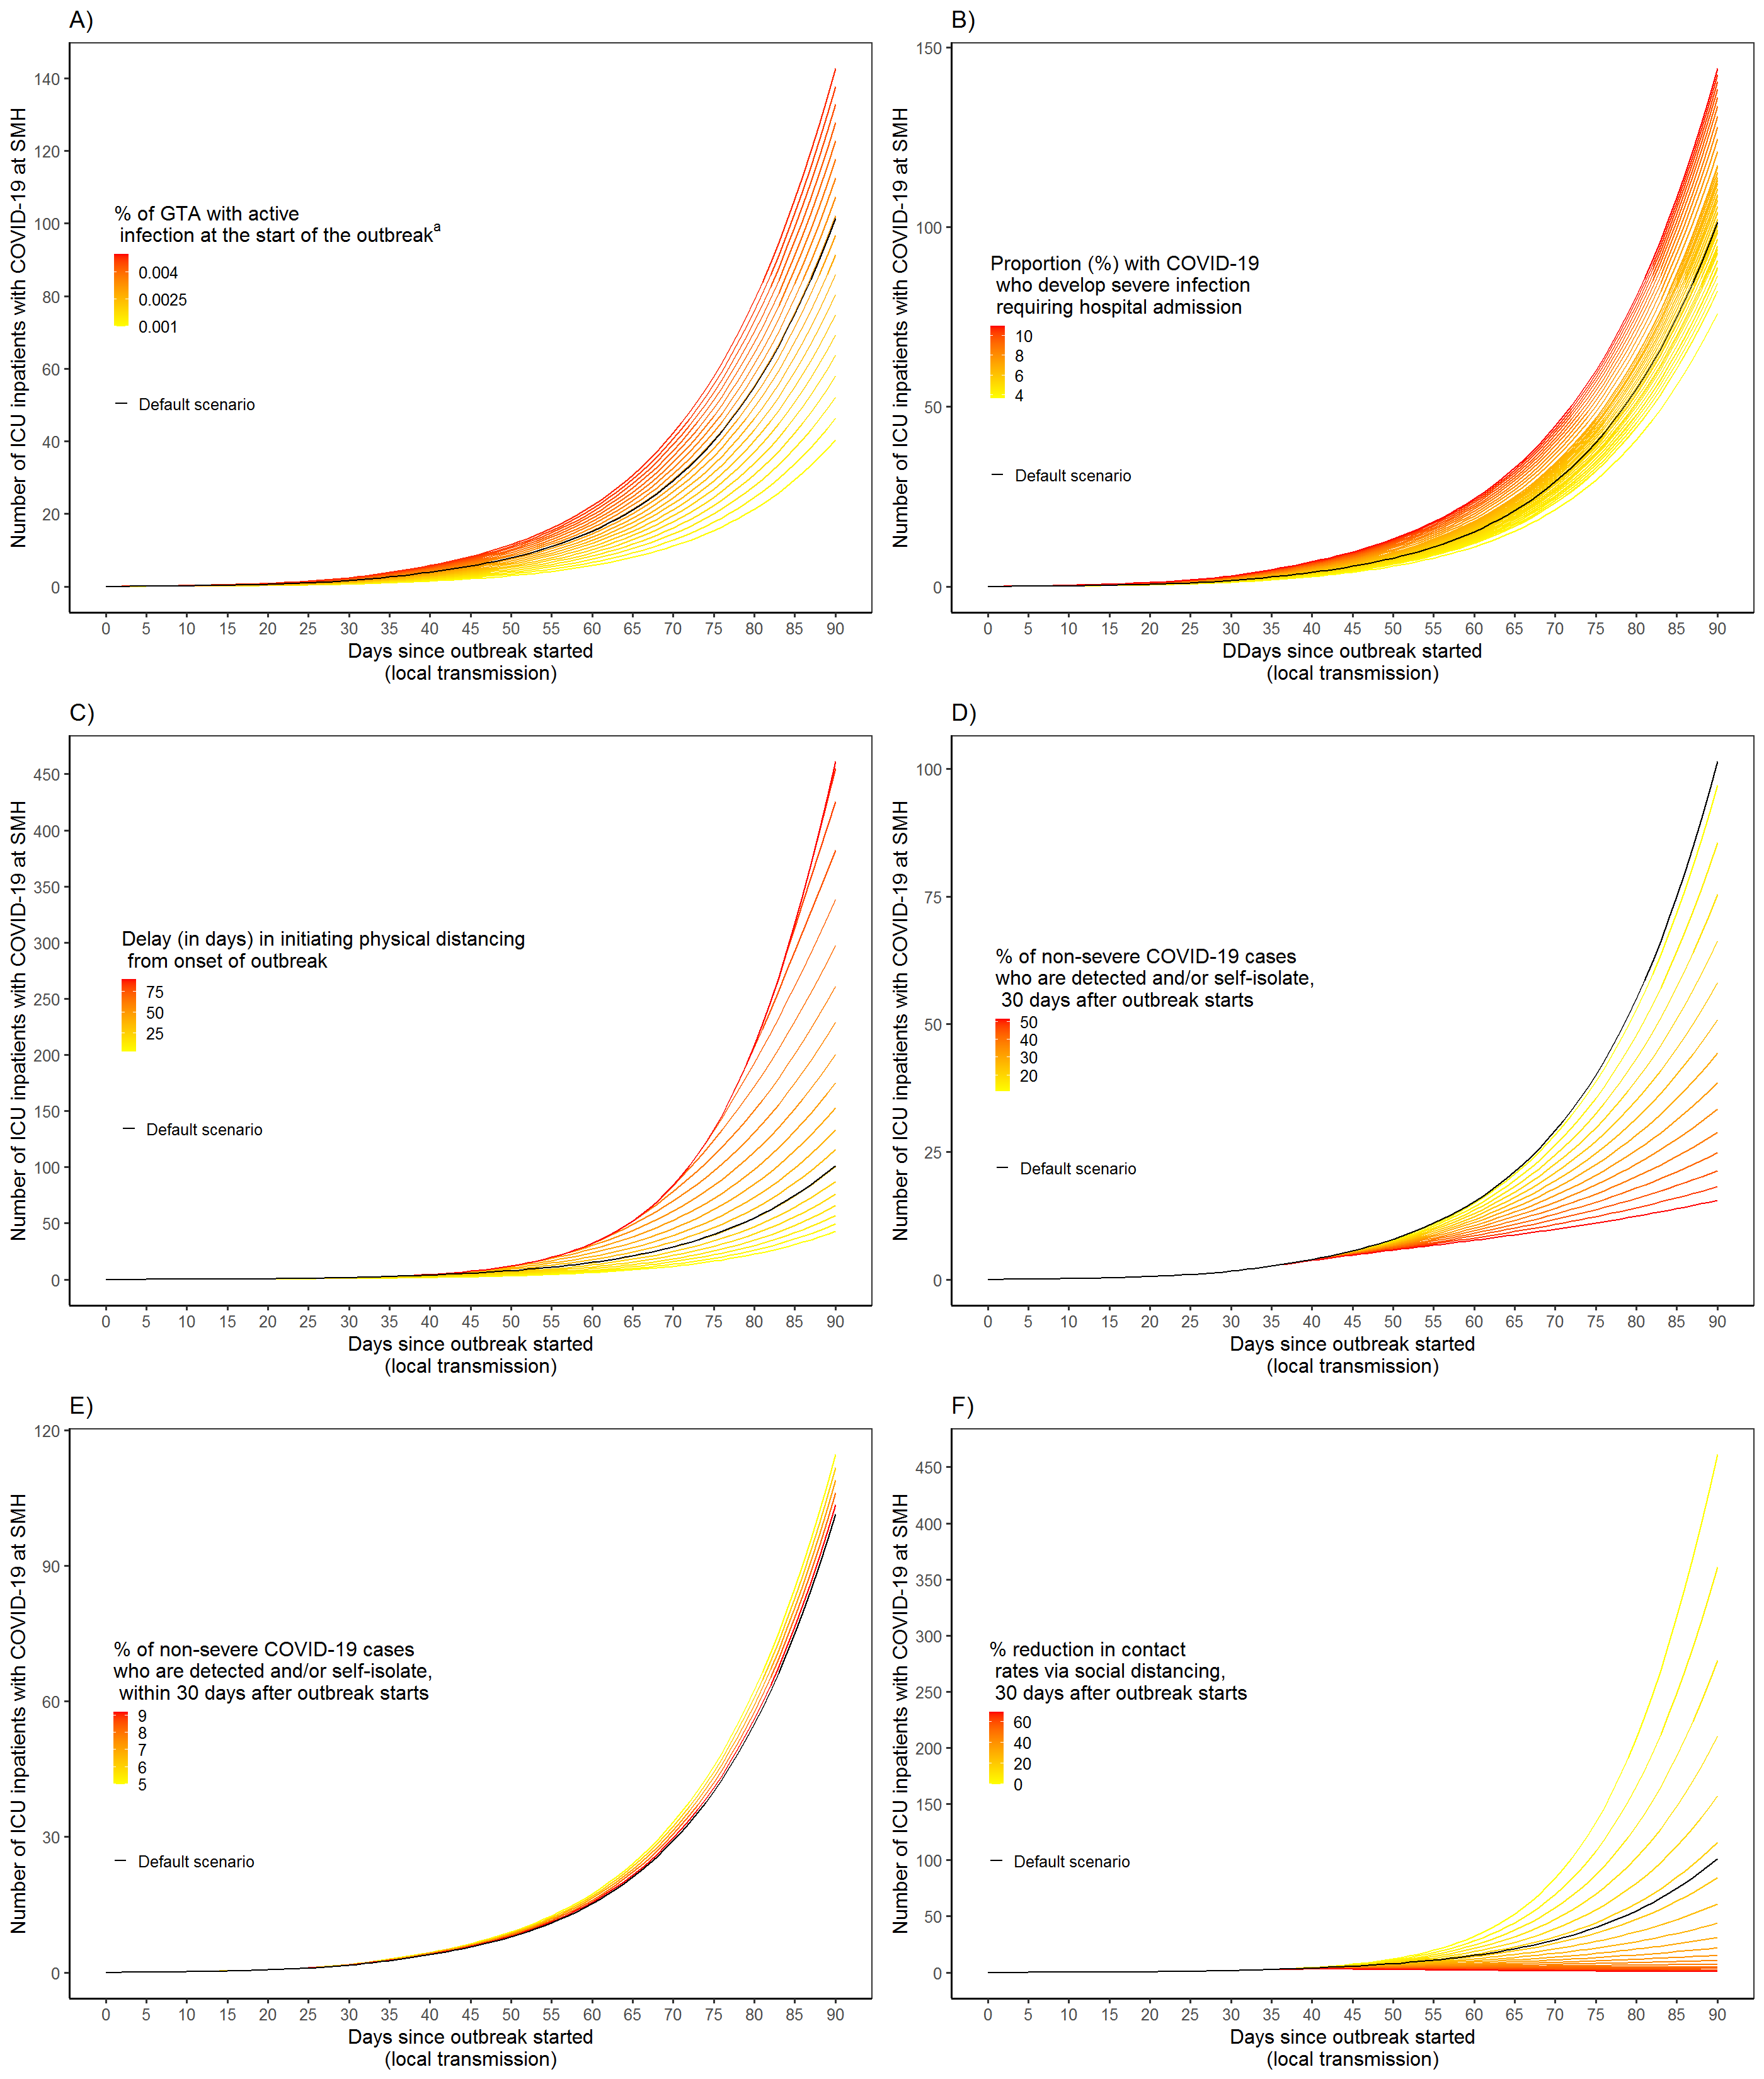 A)
Number of ICU inpatients with COVID-19 at SMH
140
120
100
80
60
40
20
0
% of GTA with active
infection at the start of the outbreakᵃ
0.004
0.0025
0.001
Default scenario
0 5 10 15 20 25 30 35 40 45 50 55 60 65 70 75 80 85 90
Days since outbreak started
(local transmission)
B)
Number of ICU inpatients with COVID-19 at SMH
150
100
50
0
Proportion (%) with COVID-19
who develop severe infection
requiring hospital admission
10
8
6
4
Default scenario
0 5 10 15 20 25 30 35 40 45 50 55 60 65 70 75 80 85 90
DDays since outbreak started
(local transmission)
C)
Number of ICU inpatients with COVID-19 at SMH
450
400
350
300
250
200
150
100
50
0
Delay (in days) in initiating physical distancing
from onset of outbreak
75
50
25
Default scenario
0 5 10 15 20 25 30 35 40 45 50 55 60 65 70 75 80 85 90
Days since outbreak started
(local transmission)
D)
Number of ICU inpatients with COVID-19 at SMH
100
75
50
25
0
% of non-severe COVID-19 cases
who are detected and/or self-isolate,
30 days after outbreak starts
50
40
30
20
Default scenario
0 5 10 15 20 25 30 35 40 45 50 55 60 65 70 75 80 85 90
Days since outbreak started
(local transmission)
E)
Number of ICU inpatients with COVID-19 at SMH
120
90
60
30
0
% of non-severe COVID-19 cases
who are detected and/or self-isolate,
within 30 days after outbreak starts
9
8
7
6
5
Default scenario
0 5 10 15 20 25 30 35 40 45 50 55 60 65 70 75 80 85 90
Days since outbreak started
(local transmission)
F)
Number of ICU inpatients with COVID-19 at SMH
450
400
350
300
250
200
150
100
50
0
% reduction in contact
rates via social distancing,
30 days after outbreak starts
60
40
20
0
Default scenario
0 5 10 15 20 25 30 35 40 45 50 55 60 65 70 75 80 85 90
Days since outbreak started
(local transmission)